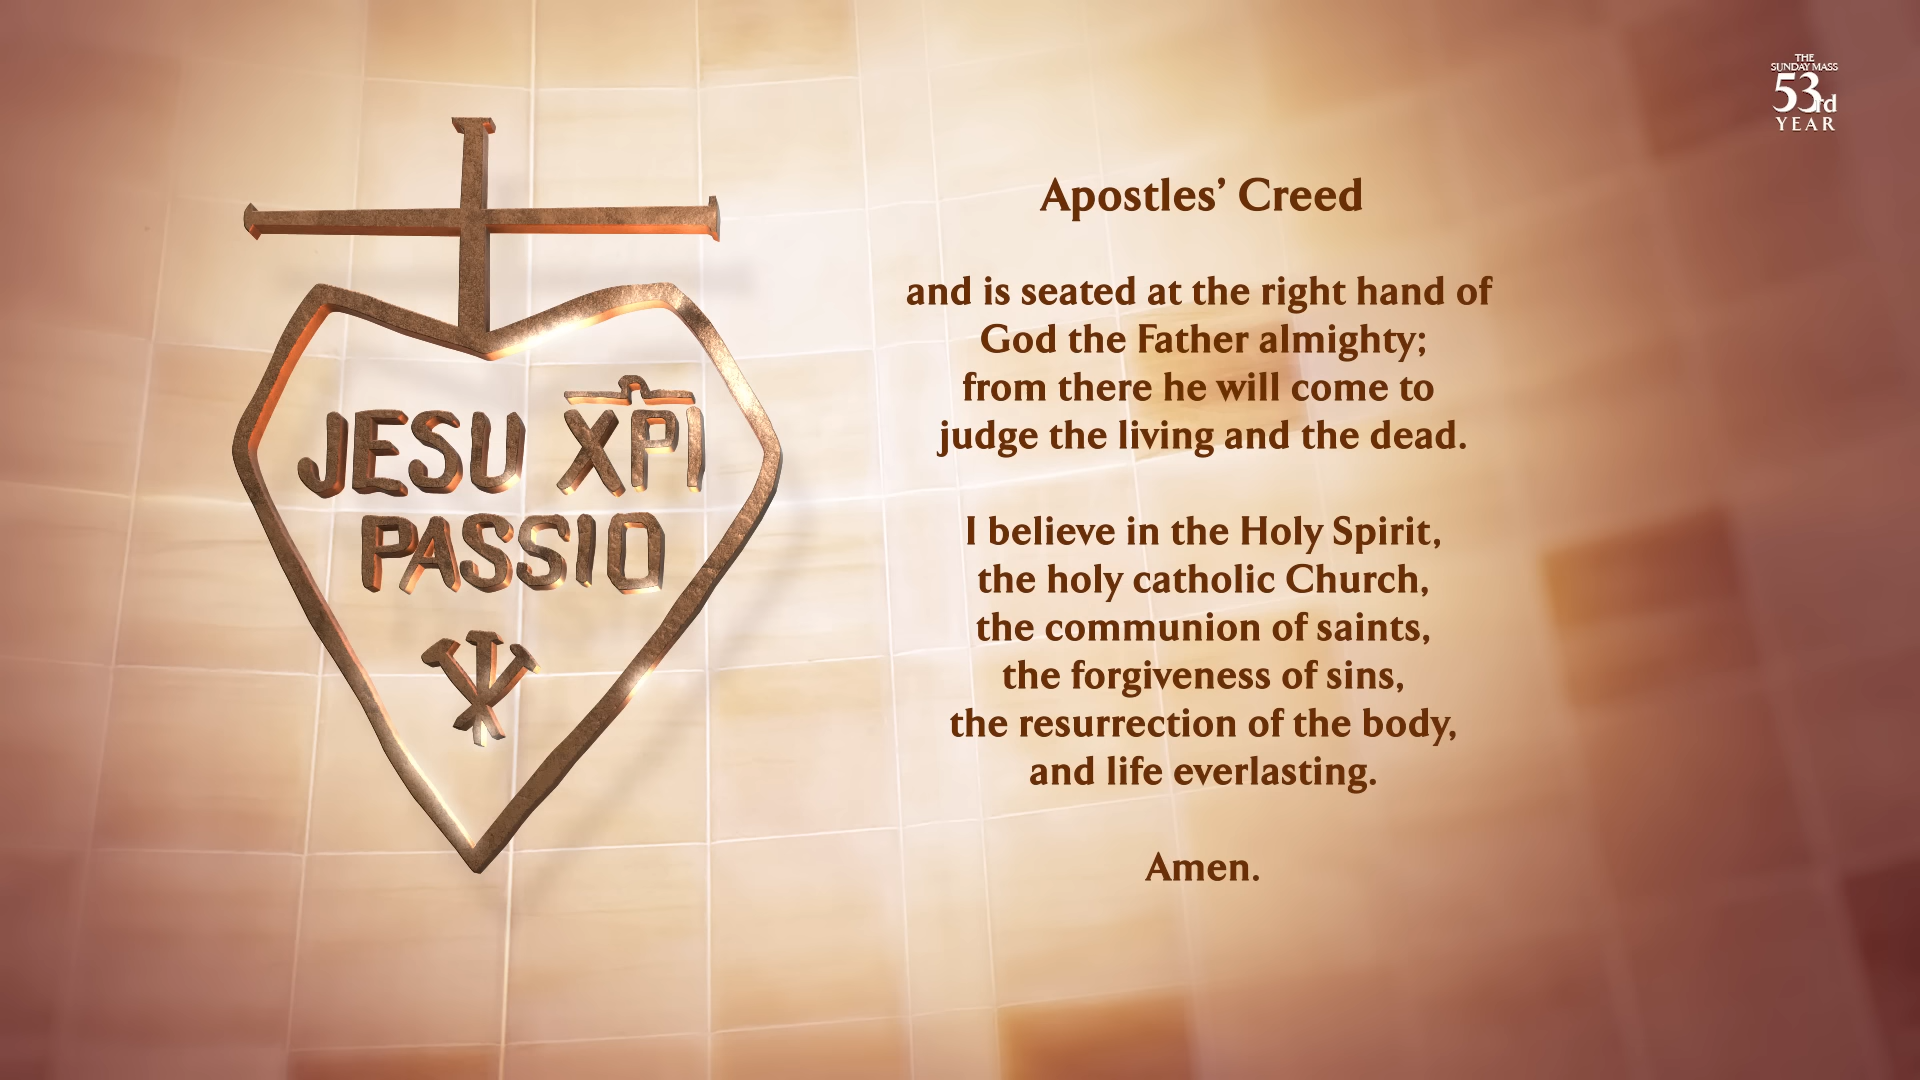 THE
SUNDAY MASS
53rd
YEAR
JESU XPI
PASSIO
Apostles’ Creed
and is seated at the right hand of
God the Father almighty;
from there he will come to
judge the living and the dead.
I believe in the Holy Spirit,
the holy catholic Church,
the communion of saints,
the forgiveness of sins,
the resurrection of the body,
and life everlasting.
Amen.